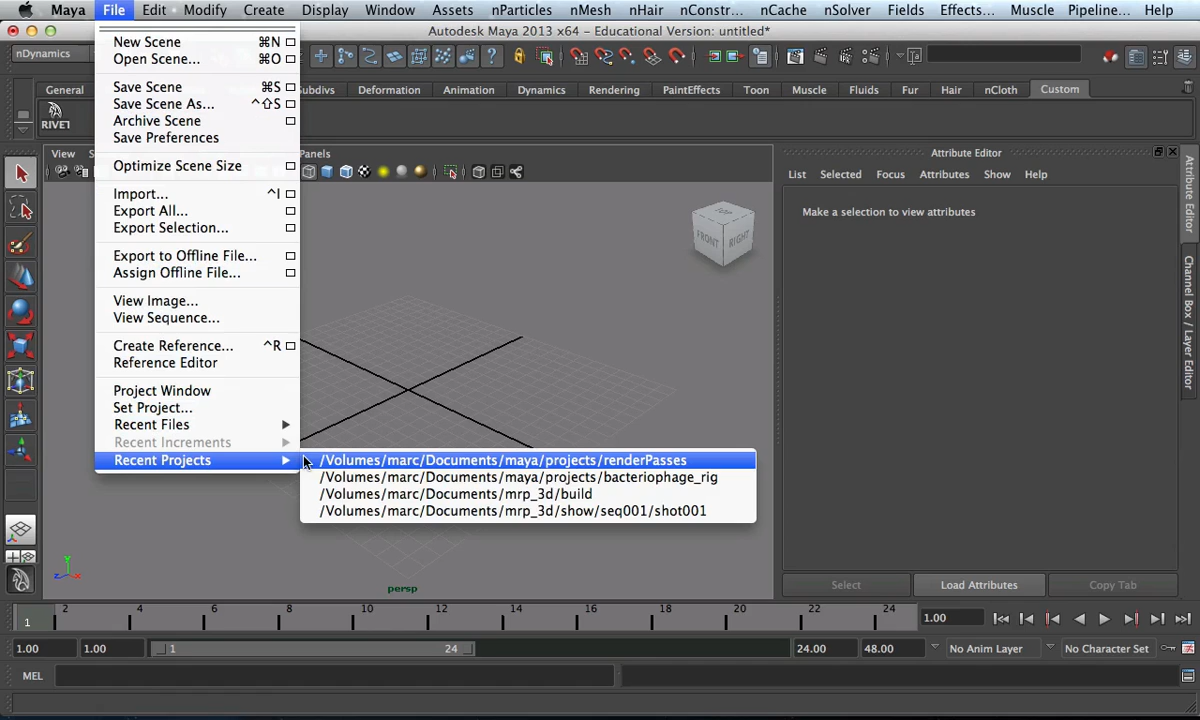 Maya File Edit Modify Create Display Window Assets nParticles nMesh nHair nConstr... nCache nSolver Fields Effects... Muscle Pipeline... Help
Autodesk Maya 2013 x64 - Educational Version: untitled*
nDynamics
General Subdivs Deformation Animation Dynamics Rendering PaintEffects Toon Muscle Fluids Fur Hair nCloth Custom
RIVET
New Scene ⌘N
Open Scene... ⌘O
Save Scene ⌘S
Save Scene As... ^⇧S
Archive Scene
Save Preferences
Optimize Scene Size
Import... ^I
Export All...
Export Selection...
Export to Offline File...
Assign Offline File...
View Image...
View Sequence...
Create Reference... ^R
Reference Editor
Project Window
Set Project...
Recent Files
Recent Increments
Recent Projects
/Volumes/marc/Documents/maya/projects/renderPasses
/Volumes/marc/Documents/maya/projects/bacteriophage_rig
/Volumes/marc/Documents/mrp_3d/build
/Volumes/marc/Documents/mrp_3d/show/seq001/shot001
View S Panels
FRONT RIGHT
persp
y
z x
Attribute Editor
List Selected Focus Attributes Show Help
Make a selection to view attributes
Select Load Attributes Copy Tab
Attribute Editor
Channel Box / Layer Editor
1 2 4 6 8 10 12 14 16 18 20 22 24 1.00
1.00 1.00 1 24 24.00 48.00 No Anim Layer No Character Set
MEL